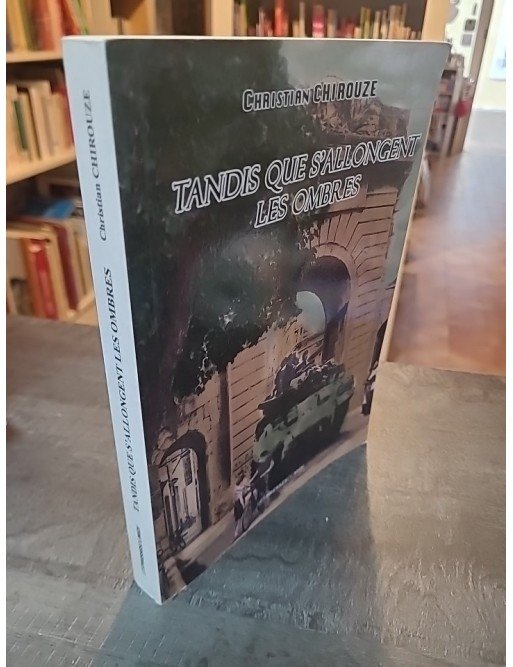 Christian CHIROUZE
TANDIS QUE S'ALLONGENT
LES OMBRES
Christian CHIROUZE
TANDIS QUE S'ALLONGENT LES OMBRES